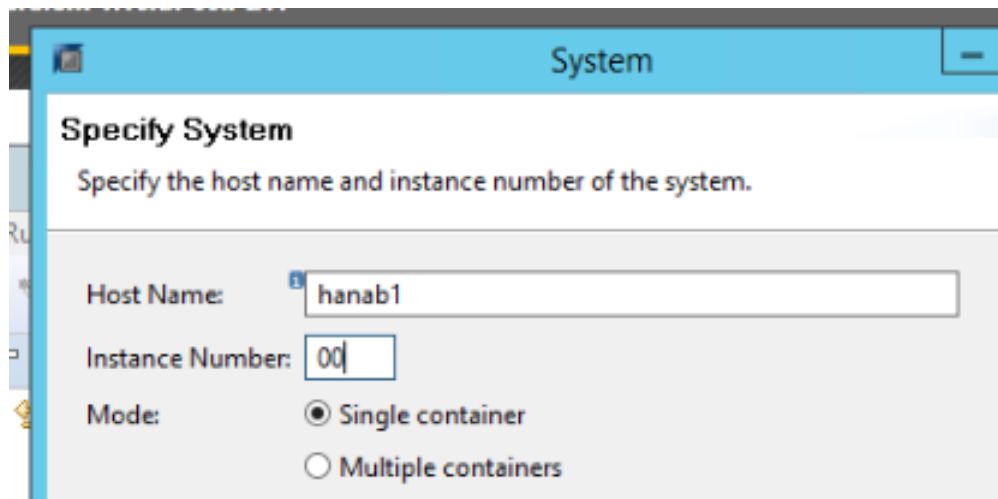 System
Specify System
Specify the host name and instance number of the system.
Host Name: hanab1
Instance Number: 00
Mode: Single container
Multiple containers